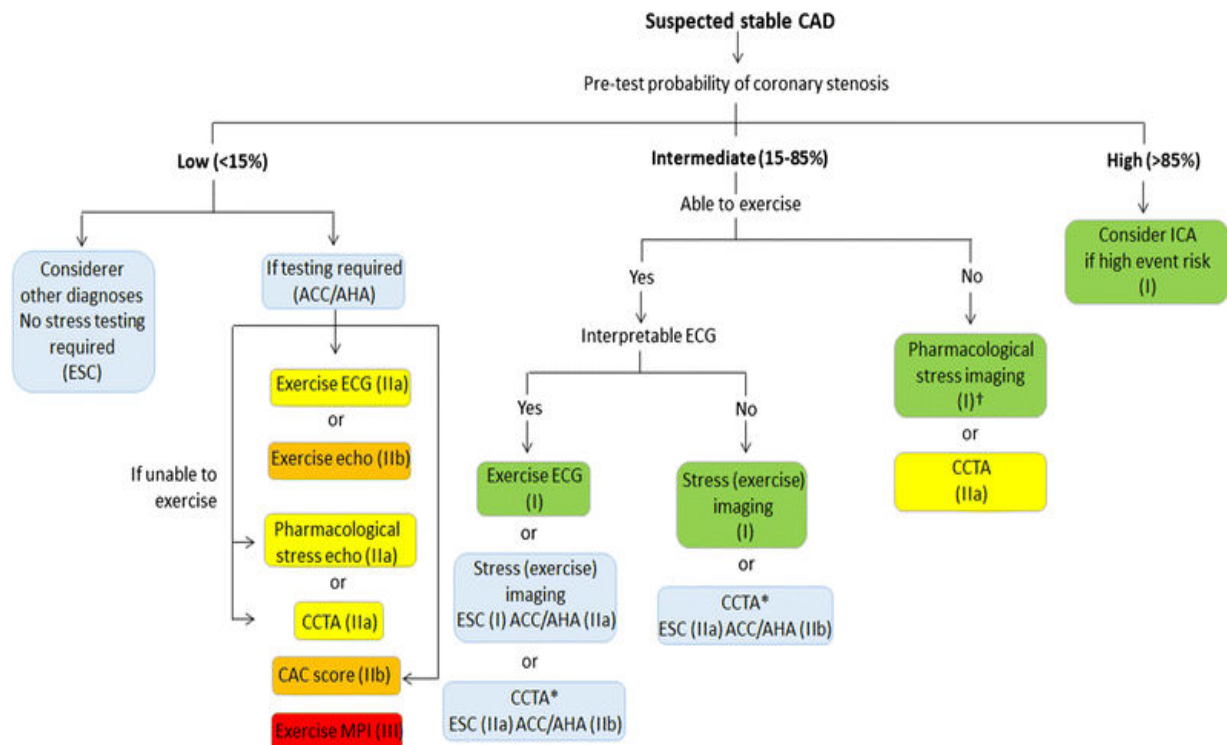 Suspected stable CAD
Pre-test probability of coronary stenosis
Low (<15%)
Intermediate (15-85%)
High (>85%)
Able to exercise
Considerer
other diagnoses
No stress testing
required
(ESC)
If testing required
(ACC/AHA)
Consider ICA
if high event risk
(I)
Yes
No
Interpretable ECG
Exercise ECG (IIa)
or
Exercise echo (IIb)
If unable to
exercise
Pharmacological
stress echo (IIa)
or
CCTA (IIa)
CAC score (IIb)
Exercise MPI (III)
Yes
No
Exercise ECG
(I)
or
Stress (exercise)
imaging
ESC (I) ACC/AHA (IIa)
or
CCTA*
ESC (IIa) ACC/AHA (IIb)
Stress (exercise)
imaging
(I)
or
CCTA*
ESC (IIa) ACC/AHA (IIb)
Pharmacological
stress imaging
(I)†
or
CCTA
(IIa)